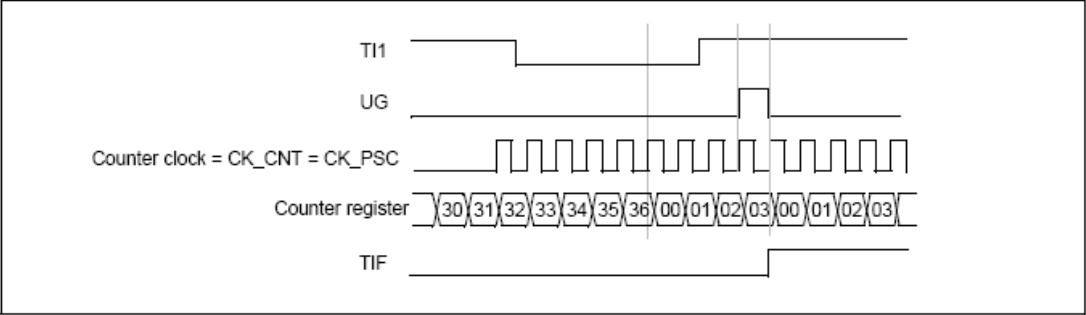 TI1
UG
Counter clock = CK_CNT = CK_PSC
Counter register 30 31 32 33 34 35 36 00 01 02 03 00 01 02 03
TIF